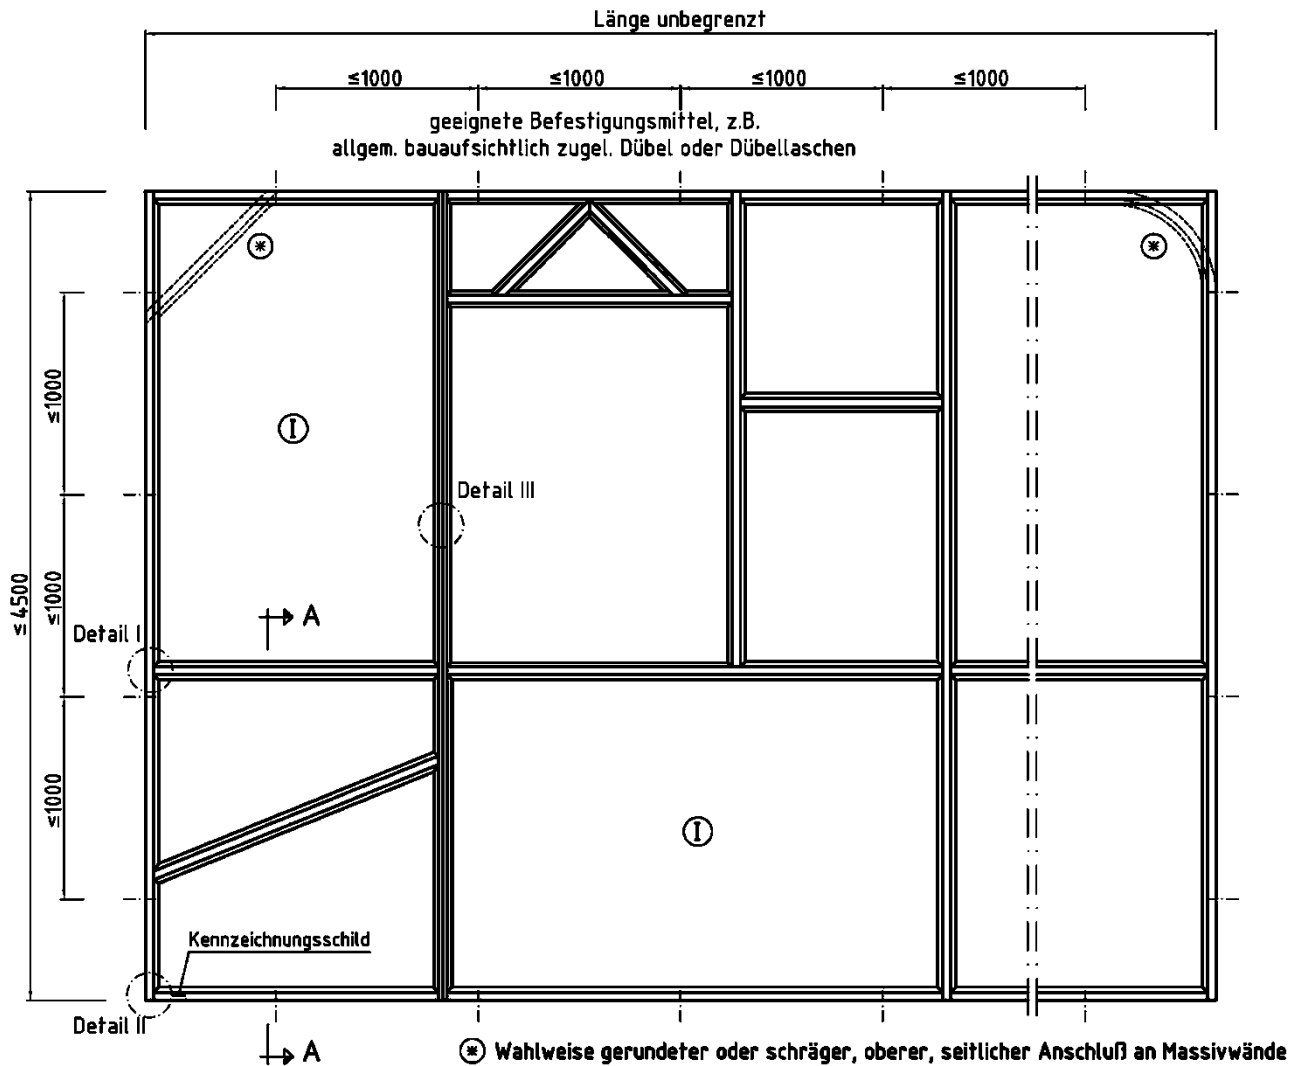 Länge unbegrenzt
≤1000 ≤1000 ≤1000 ≤1000
geeignete Befestigungsmittel, z.B.
allgem. bauaufsichtlich zugel. Dübel oder Dübellaschen
* *
≤1000
I
Detail III
≤ 4500
≤1000
A
Detail I
≤1000
I
Kennzeichnungsschild
Detail II
A
* Wahlweise gerundeter oder schräger, oberer, seitlicher Anschluß an Massivwände